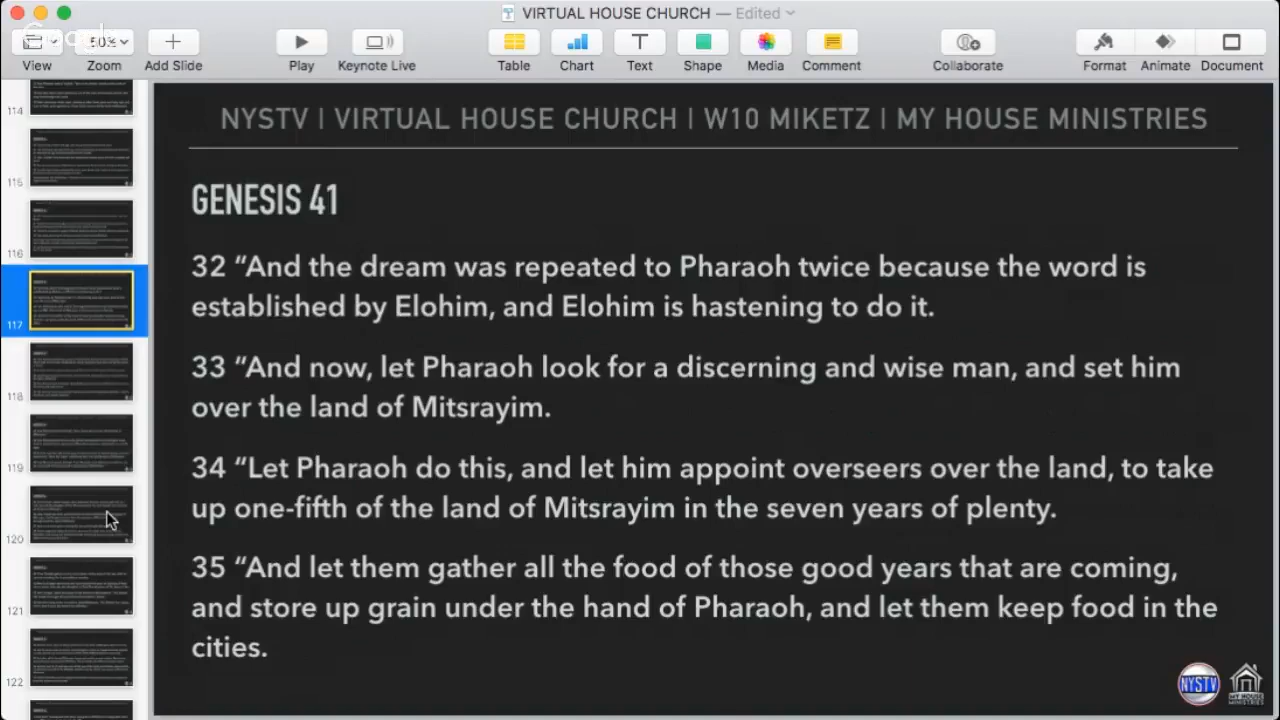 VIRTUAL HOUSE CHURCH — Edited
50%
View
Zoom
Add Slide
Play
Keynote Live
Table
Chart
Text
Shape
Media
Comment
Collaborate
Format
Animate
Document
114
115
116
117
118
119
120
121
122
NYSTV | VIRTUAL HOUSE CHURCH | W10 MIKETZ | MY HOUSE MINISTRIES
GENESIS 41
32 “And the dream was repeated to Pharaoh twice because the word is
established by Elohim, and Elohim is hastening to do it.
33 “And now, let Pharaoh look for a discerning and wise man, and set him
over the land of Mitsrayim.
34 “Let Pharaoh do this, and let him appoint overseers over the land, to take
up one-fifth of the land of Mitsrayim in the seven years of plenty.
35 “And let them gather all the food of these good years that are coming,
and store up grain under the hand of Pharaoh, and let them keep food in the
cities.
NYSTV
MY HOUSE
MINISTRIES